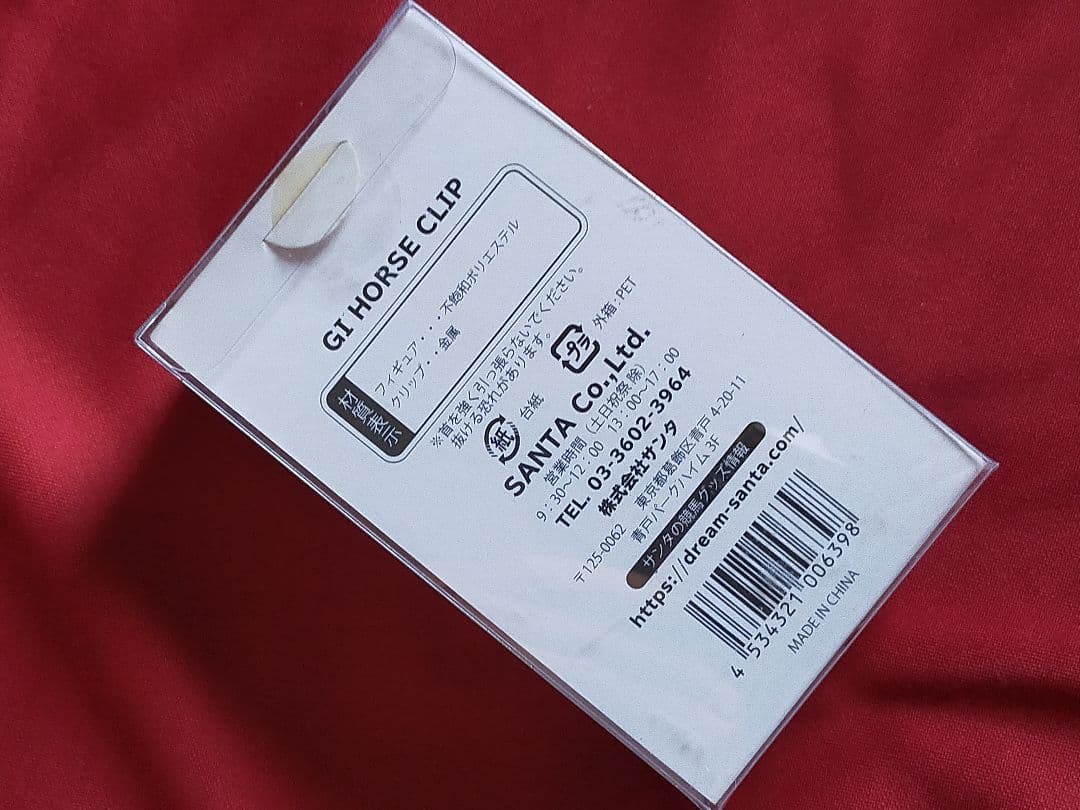 GI HORSE CLIP
材質表示
フィギュア・・・不飽和ポリエステル
クリップ・・金属
※首を強く引っ張らないでください。
抜ける恐れがあります。
紙 台紙
プラ 外箱:PET
SANTA Co.,Ltd.
営業時間 (土日祝祭 除)
9:30〜12:00 13:00〜17:00
TEL. 03-3602-3964
株式会社サンタ
〒125-0062 東京都葛飾区青戸 4-20-11
青戸パークハイム 3F
サンタの競馬グッズ情報
https://dream-santa.com/
4 534321 006398
MADE IN CHINA